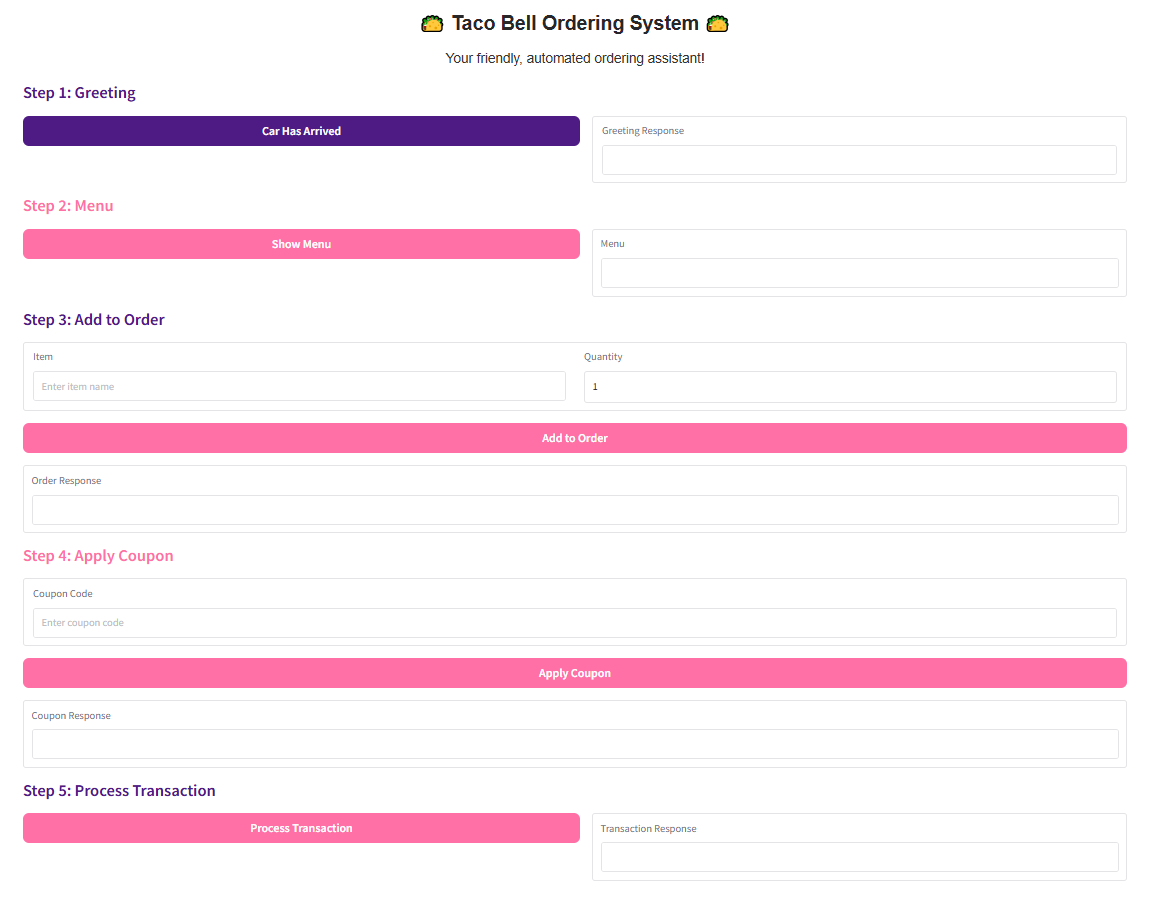 🌮 Taco Bell Ordering System 🌮
Your friendly, automated ordering assistant!
Step 1: Greeting
Car Has Arrived
Greeting Response
Step 2: Menu
Show Menu
Menu
Step 3: Add to Order
Item
Quantity
Enter item name
1
Add to Order
Order Response
Step 4: Apply Coupon
Coupon Code
Enter coupon code
Apply Coupon
Coupon Response
Step 5: Process Transaction
Process Transaction
Transaction Response